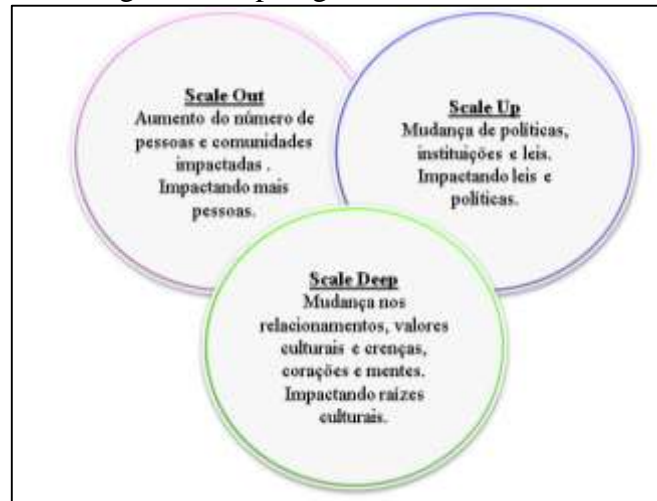 Scale Out
Aumento do número de
pessoas e comunidades
impactadas .
Impactando mais
pessoas.
Scale Up
Mudança de políticas,
instituições e leis.
Impactando leis e
políticas.
Scale Deep
Mudança nos
relacionamentos, valores
culturais e crenças,
corações e mentes.
Impactando raízes
culturais.